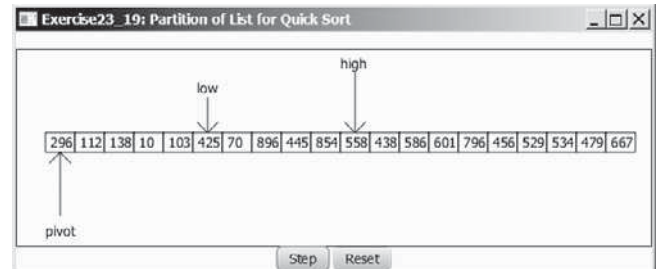 Exercise23_19: Partition of List for Quick Sort
high
low
296 112 138 10 103 425 70 896 445 854 558 438 586 601 796 456 529 534 479 667
pivot
Step Reset